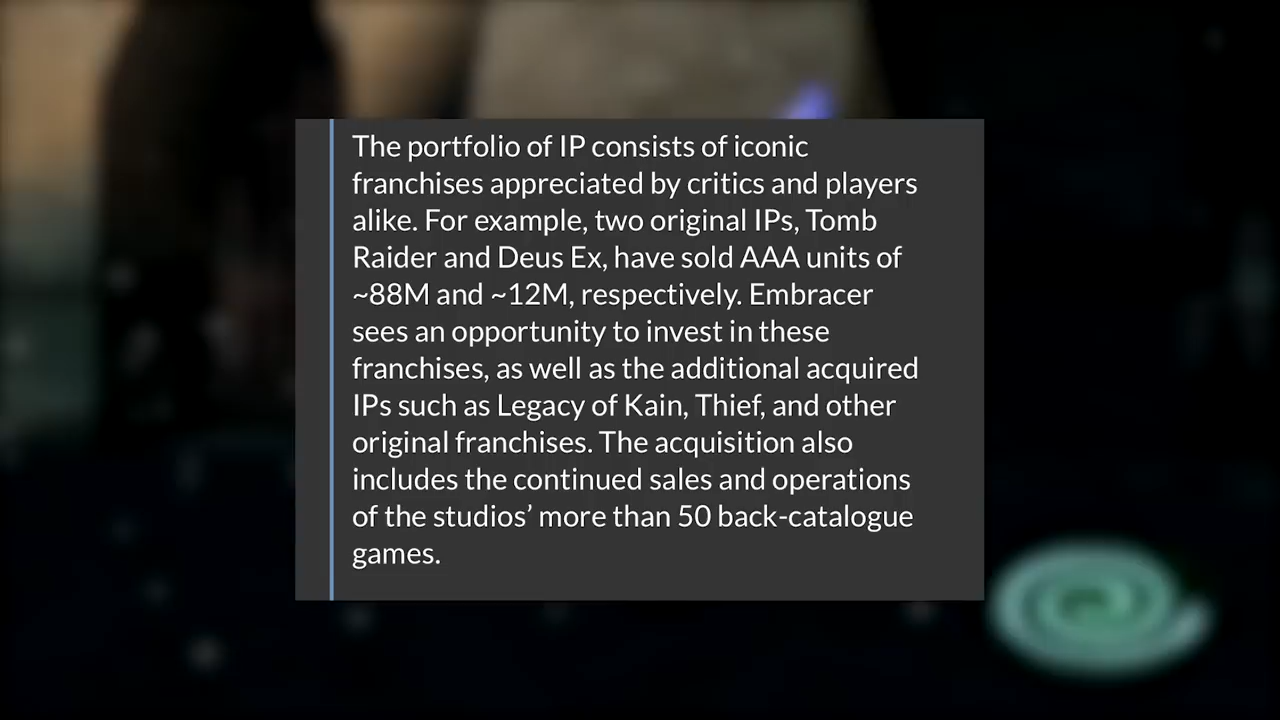 The portfolio of IP consists of iconic
franchises appreciated by critics and players
alike. For example, two original IPs, Tomb
Raider and Deus Ex, have sold AAA units of
~88M and ~12M, respectively. Embracer
sees an opportunity to invest in these
franchises, as well as the additional acquired
IPs such as Legacy of Kain, Thief, and other
original franchises. The acquisition also
includes the continued sales and operations
of the studios’ more than 50 back-catalogue
games.